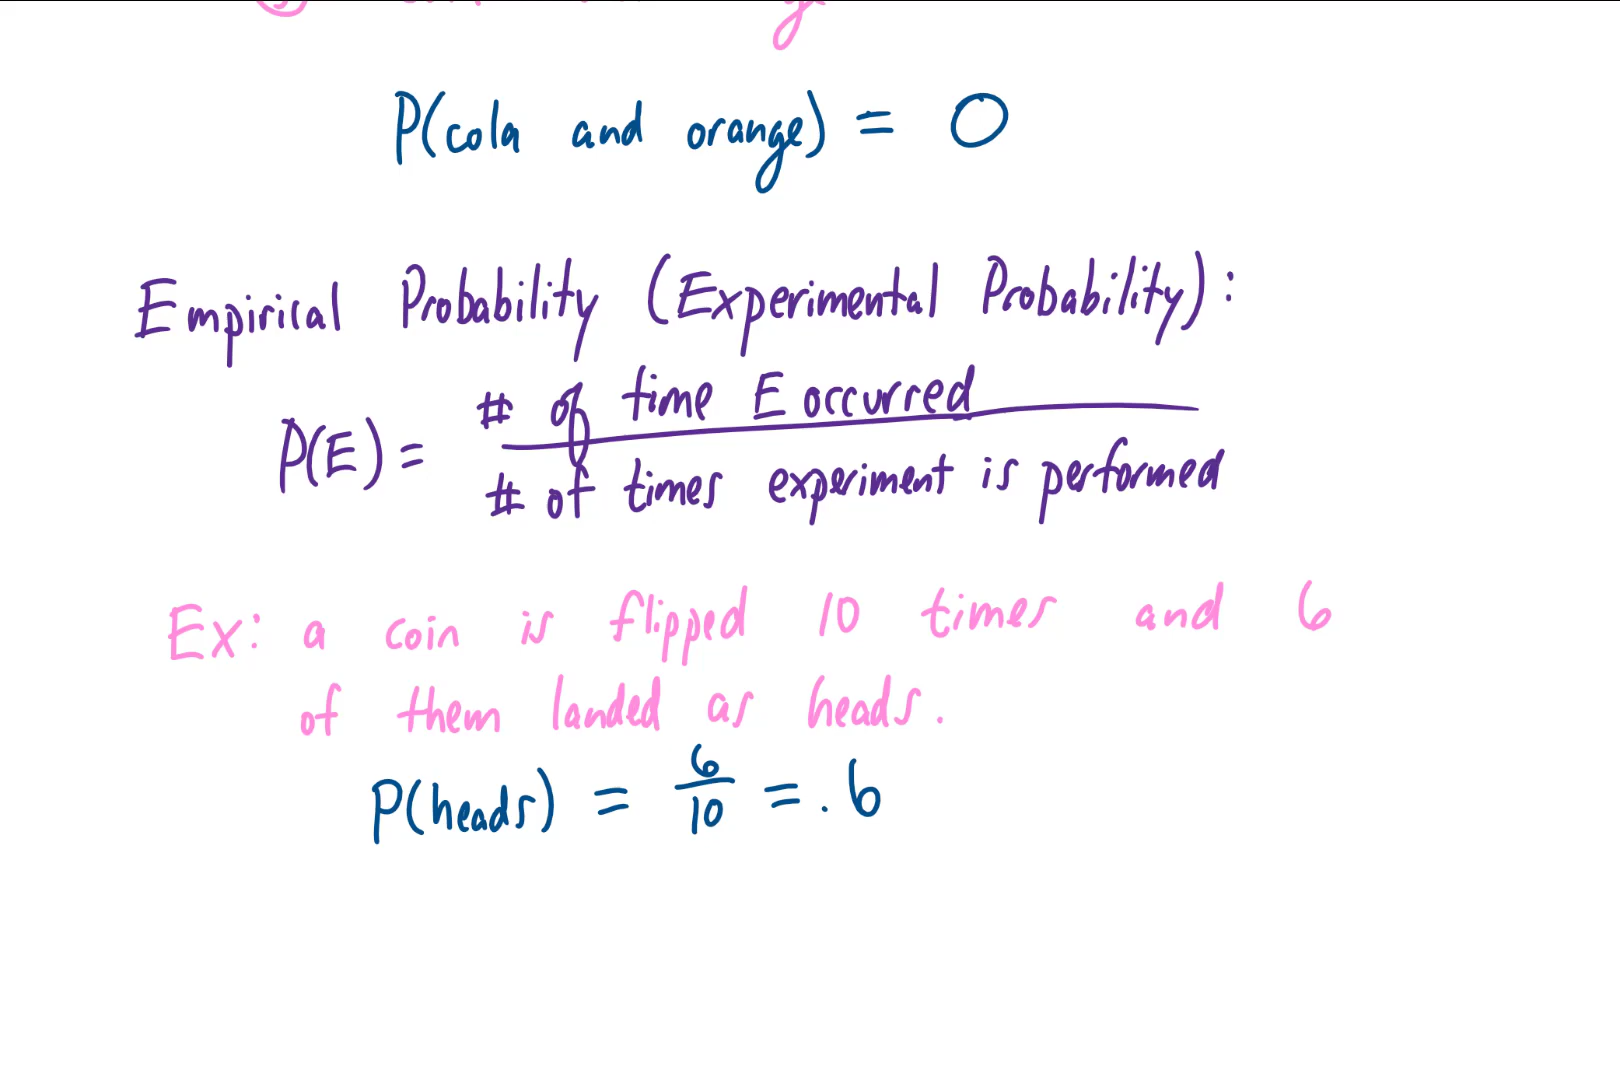 P(cola and orange) = 0
Empirical Probability (Experimental Probability):
P(E) = # of time E occurred
# of times experiment is performed
Ex: a coin is flipped 10 times and 6
of them landed as heads.
P(heads) = 6/10 = .6